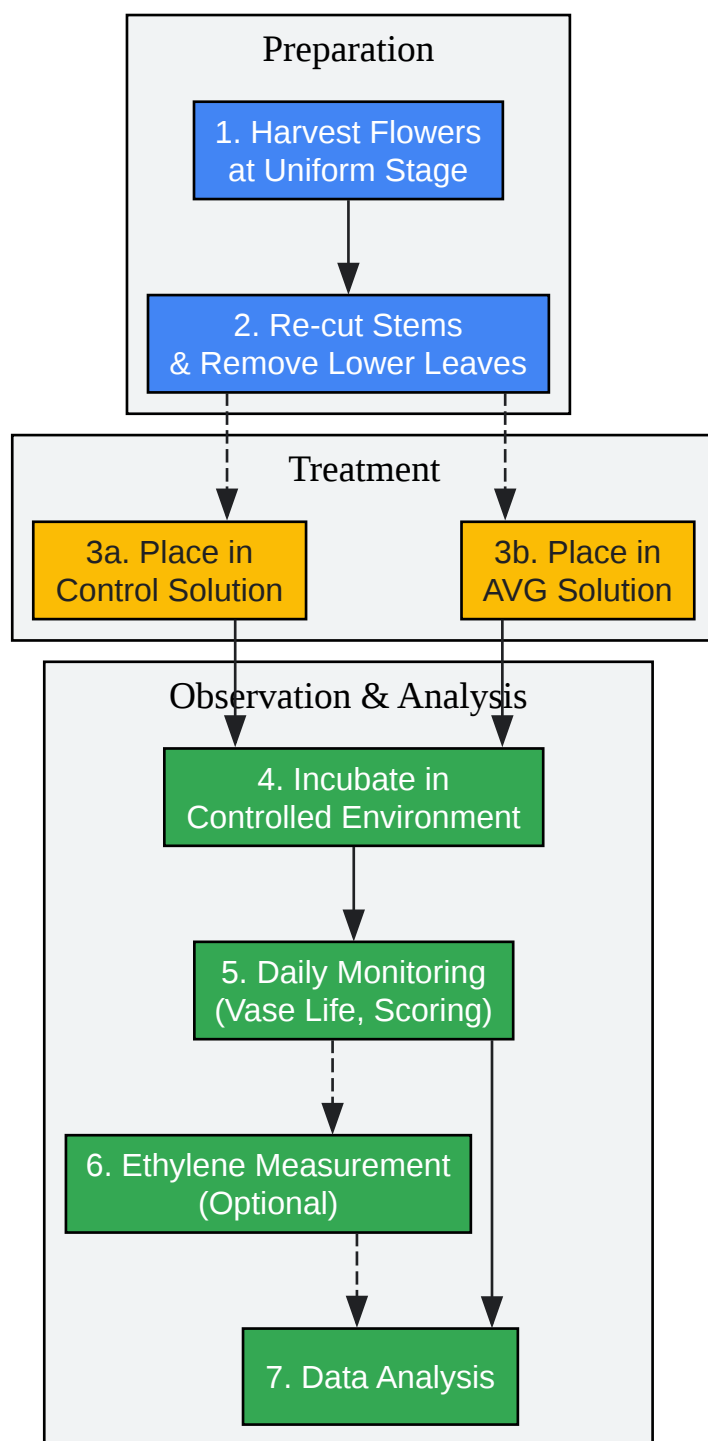 Preparation
1. Harvest Flowers
at Uniform Stage
2. Re-cut Stems
& Remove Lower Leaves
Treatment
3a. Place in
Control Solution
3b. Place in
AVG Solution
Observation & Analysis
4. Incubate in
Controlled Environment
5. Daily Monitoring
(Vase Life, Scoring)
6. Ethylene Measurement
(Optional)
7. Data Analysis